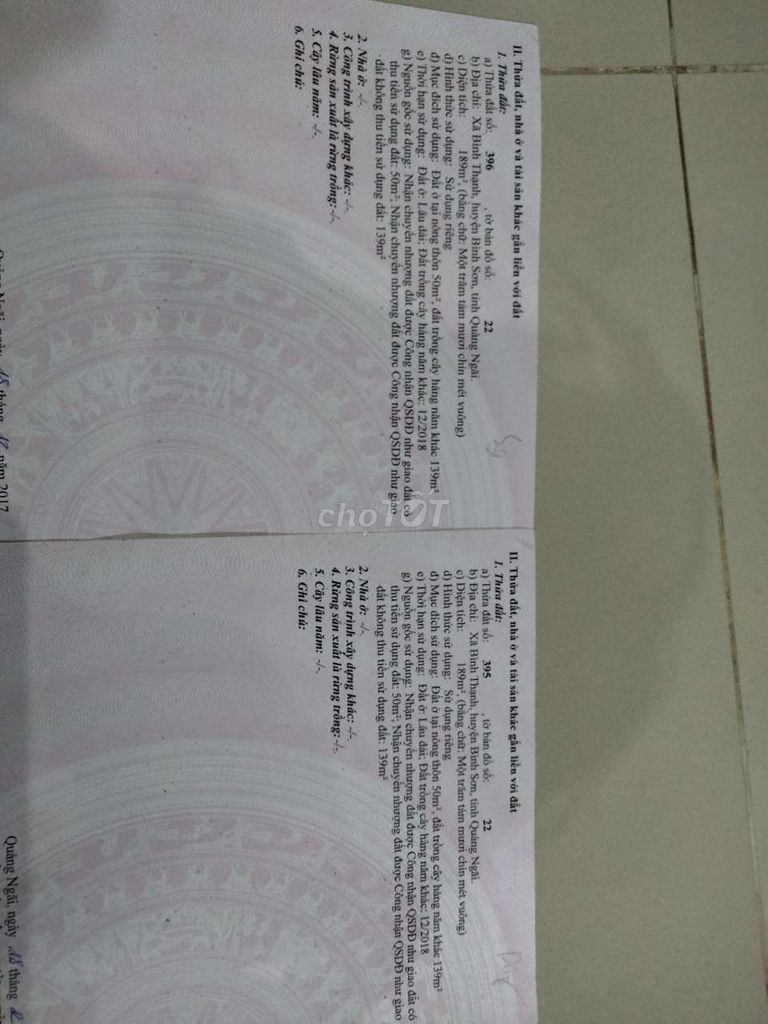 II. Thửa đất, nhà ở và tài sản khác gắn liền với đất
1. Thửa đất:
a) Thửa đất số: 396 , tờ bản đồ số: 22
b) Địa chỉ: Xã Bình Thạnh, huyện Bình Sơn, tỉnh Quảng Ngãi.
c) Diện tích: 189m², (bằng chữ: Một trăm tám mươi chín mét vuông)
d) Hình thức sử dụng: Sử dụng riêng
đ) Mục đích sử dụng: Đất ở tại nông thôn 50m², đất trồng cây hàng năm khác 139m²
e) Thời hạn sử dụng: Đất ở: Lâu dài; Đất trồng cây hàng năm khác: 12/2018
g) Nguồn gốc sử dụng: Nhận chuyển nhượng đất được Công nhận QSDĐ như giao đất có
thu tiền sử dụng đất: 50m²; Nhận chuyển nhượng đất được Công nhận QSDĐ như giao
đất không thu tiền sử dụng đất: 139m²
2. Nhà ở: -/-.
3. Công trình xây dựng khác: -/-.
4. Rừng sản xuất là rừng trồng: -/-.
5. Cây lâu năm: -/-.
6. Ghi chú:
Quảng Ngãi, ngày 18 tháng 12 năm 2017
chợTỐT
II. Thửa đất, nhà ở và tài sản khác gắn liền với đất
1. Thửa đất:
a) Thửa đất số: 395 , tờ bản đồ số: 22
b) Địa chỉ: Xã Bình Thạnh, huyện Bình Sơn, tỉnh Quảng Ngãi.
c) Diện tích: 189m², (bằng chữ: Một trăm tám mươi chín mét vuông)
d) Hình thức sử dụng: Sử dụng riêng
đ) Mục đích sử dụng: Đất ở tại nông thôn 50m², đất trồng cây hàng năm khác 139m²
e) Thời hạn sử dụng: Đất ở: Lâu dài; Đất trồng cây hàng năm khác: 12/2018
g) Nguồn gốc sử dụng: Nhận chuyển nhượng đất được Công nhận QSDĐ như giao đất có
thu tiền sử dụng đất: 50m²; Nhận chuyển nhượng đất được Công nhận QSDĐ như giao
đất không thu tiền sử dụng đất: 139m²
2. Nhà ở: -/-.
3. Công trình xây dựng khác: -/-.
4. Rừng sản xuất là rừng trồng: -/-.
5. Cây lâu năm: -/-.
6. Ghi chú:
Quảng Ngãi, ngày 18 tháng